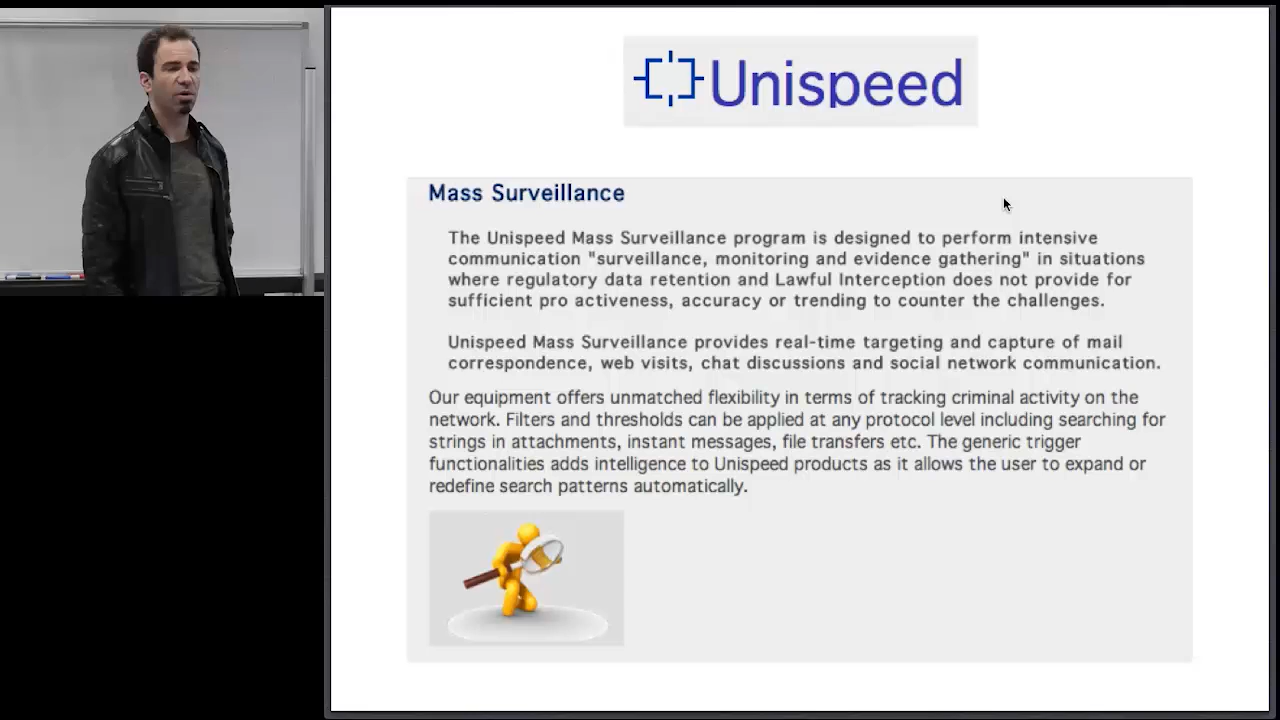 Unispeed
Mass Surveillance
The Unispeed Mass Surveillance program is designed to perform intensive
communication "surveillance, monitoring and evidence gathering" in situations
where regulatory data retention and Lawful Interception does not provide for
sufficient pro activeness, accuracy or trending to counter the challenges.
Unispeed Mass Surveillance provides real-time targeting and capture of mail
correspondence, web visits, chat discussions and social network communication.
Our equipment offers unmatched flexibility in terms of tracking criminal activity on the
network. Filters and thresholds can be applied at any protocol level including searching for
strings in attachments, instant messages, file transfers etc. The generic trigger
functionalities adds intelligence to Unispeed products as it allows the user to expand or
redefine search patterns automatically.